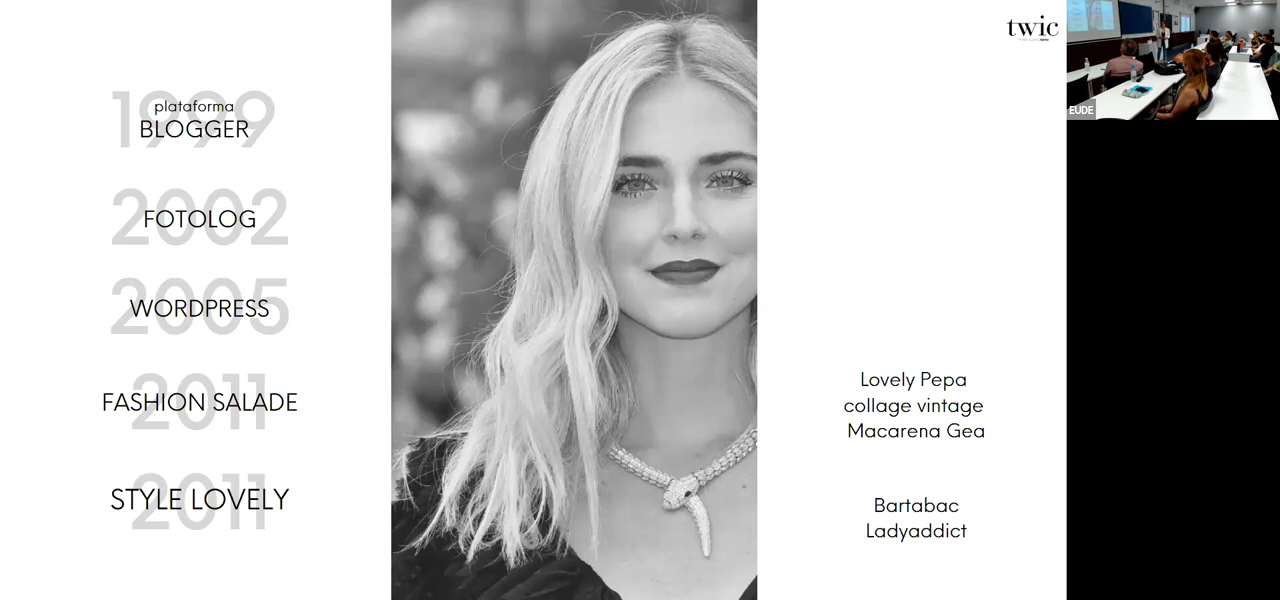 1999
plataforma
BLOGGER
2002
FOTOLOG
2005
WORDPRESS
2011
FASHION SALADE
2011
STYLE LOVELY
twic
Lovely Pepa
collage vintage
Macarena Gea
Bartabac
Ladyaddict
EUDE